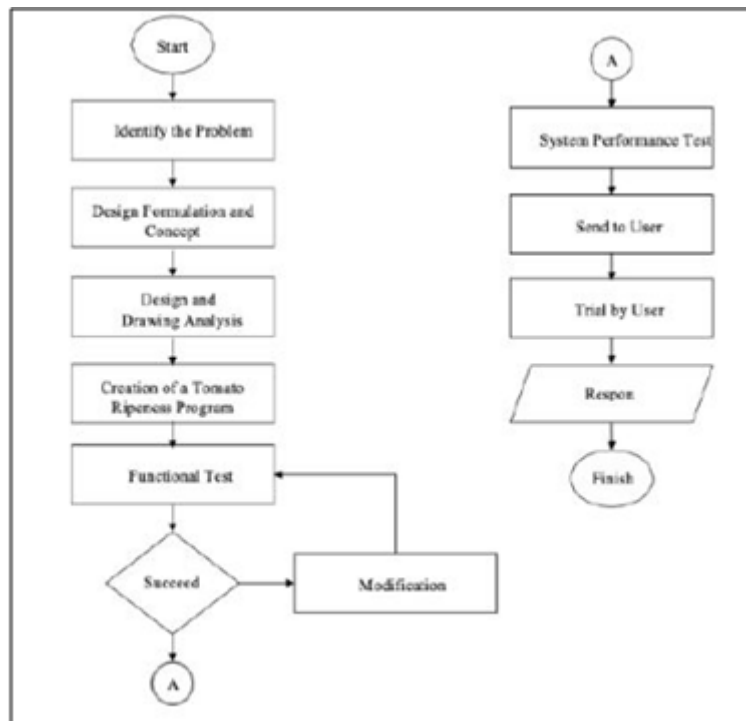 Start
Identify the Problem
Design Formulation and
Concept
Design and
Drawing Analysis
Creation of a Tomato
Ripeness Program
Functional Test
Succeed
Modification
A
A
System Performance Test
Send to User
Trial by User
Respon
Finish